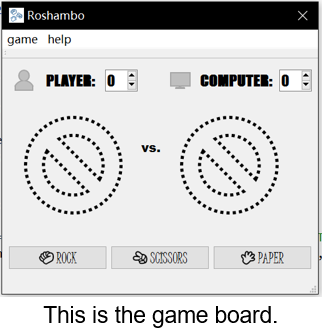 Roshambo
game help
PLAYER: 0 COMPUTER: 0
vs.
ROCK SCISSORS PAPER
This is the game board.